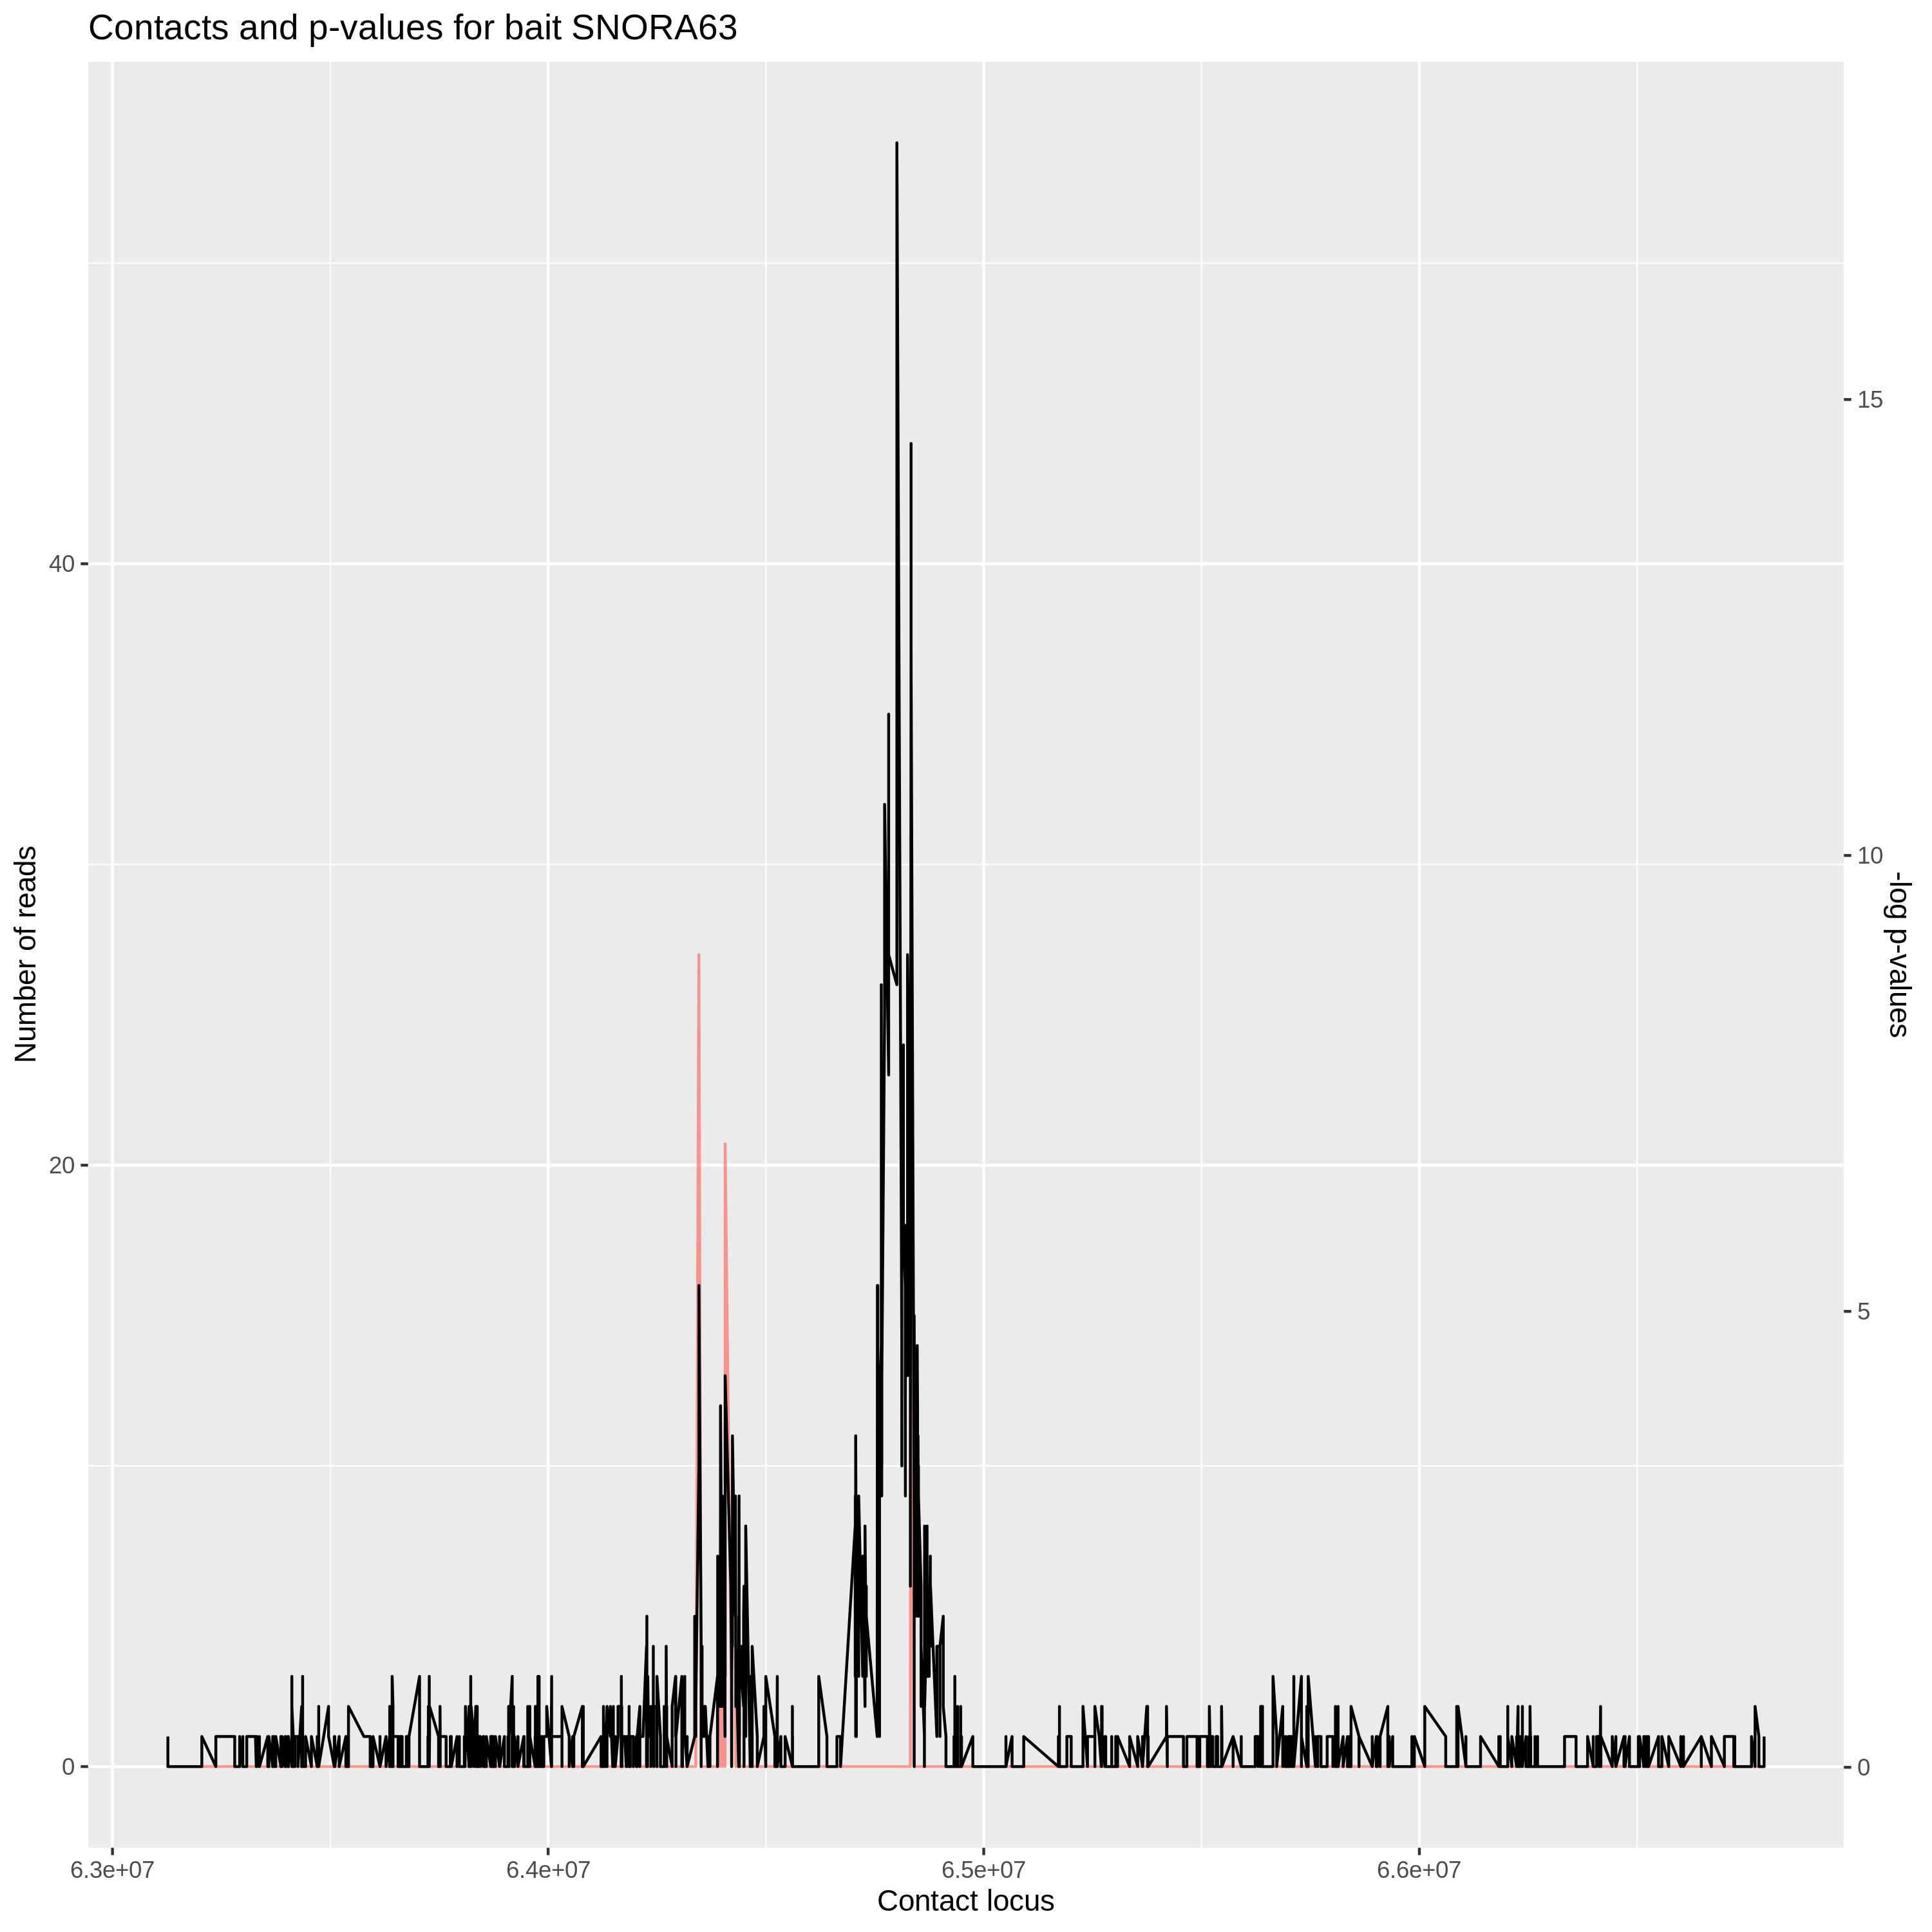 Contacts and p-values for bait SNORA63
Number of reads
40
20
0
15
10
5
0
-log p-values
6.3e+07
6.4e+07
6.5e+07
6.6e+07
Contact locus